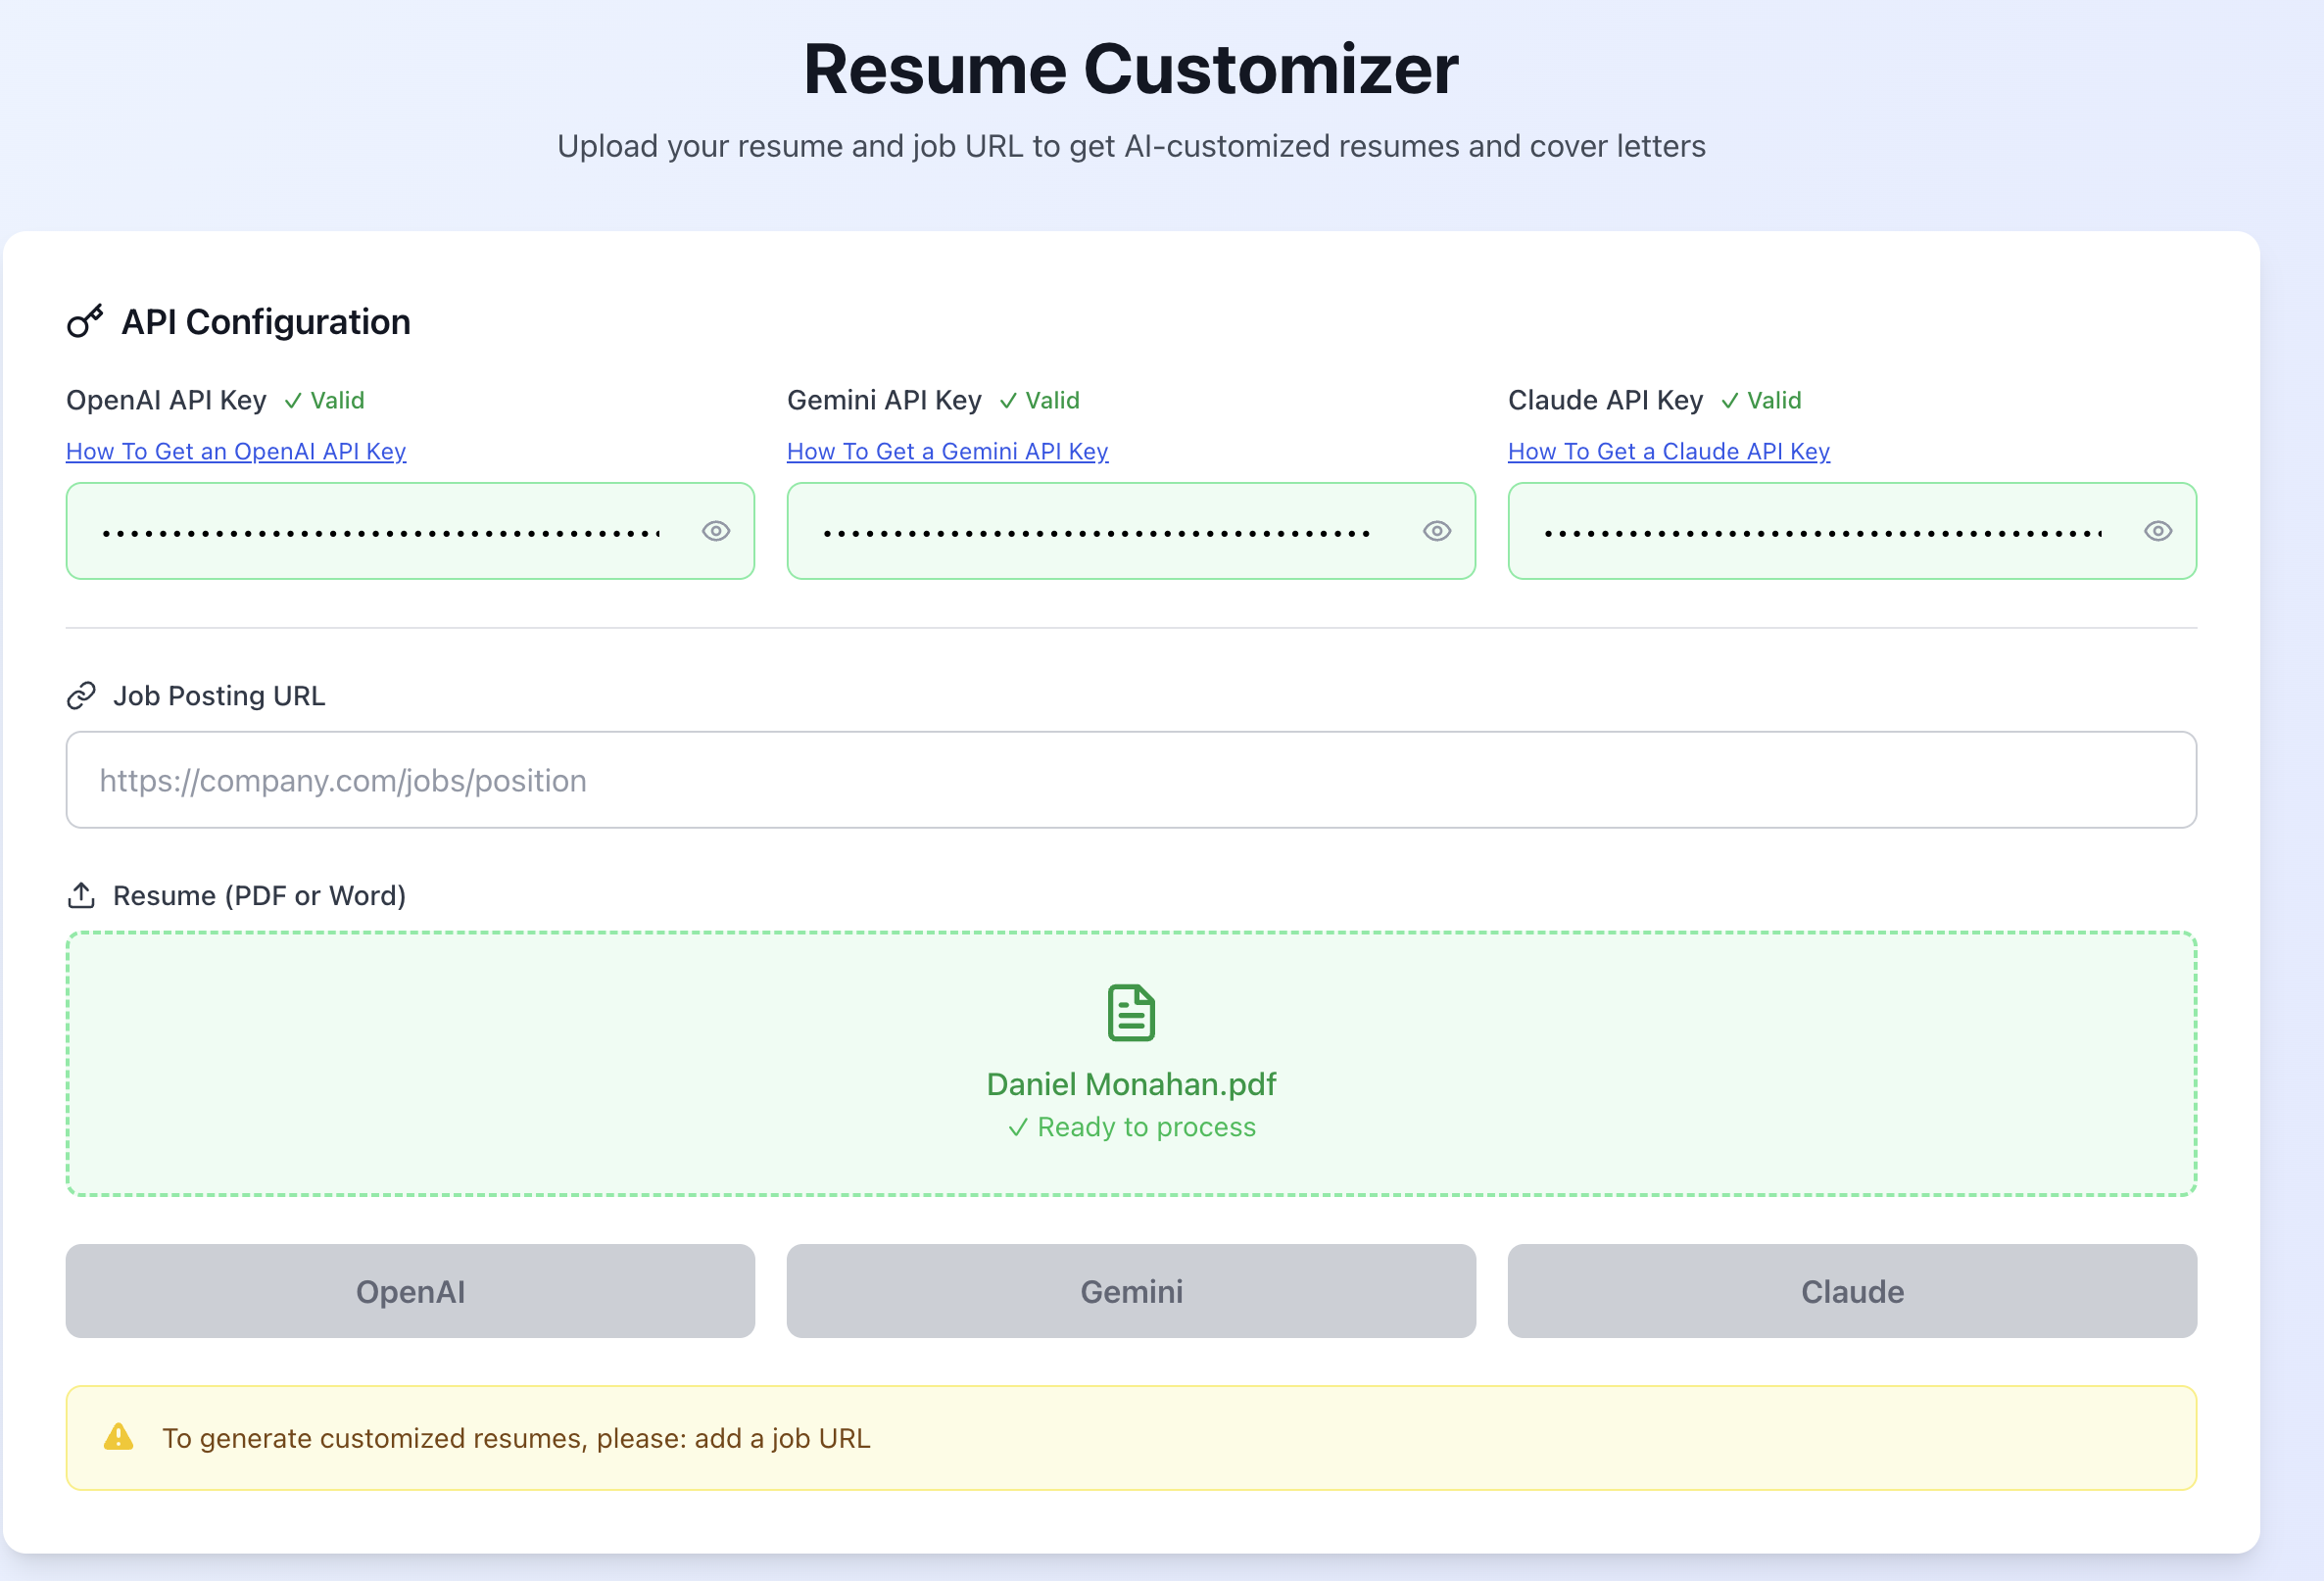 Resume Customizer
Upload your resume and job URL to get AI-customized resumes and cover letters
API Configuration
OpenAI API Key ✓ Valid
How To Get an OpenAI API Key
Gemini API Key ✓ Valid
How To Get a Gemini API Key
Claude API Key ✓ Valid
How To Get a Claude API Key
Job Posting URL
https://company.com/jobs/position
Resume (PDF or Word)
Daniel Monahan.pdf
✓ Ready to process
OpenAI
Gemini
Claude
To generate customized resumes, please: add a job URL